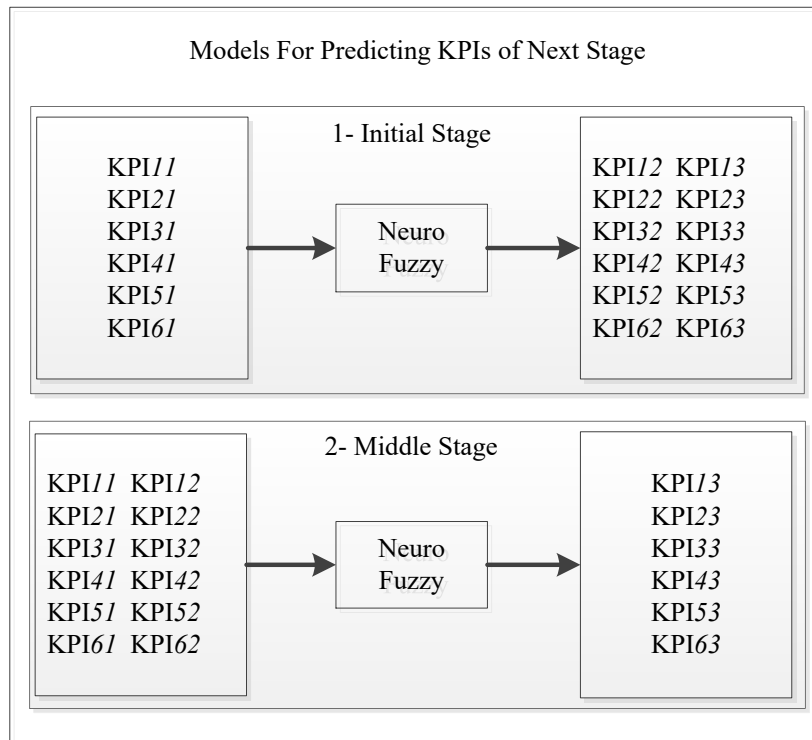 Models For Predicting KPIs of Next Stage
1- Initial Stage
KPI11
KPI21
KPI31
KPI41
KPI51
KPI61
Neuro
Fuzzy
KPI12 KPI13
KPI22 KPI23
KPI32 KPI33
KPI42 KPI43
KPI52 KPI53
KPI62 KPI63
2- Middle Stage
KPI11 KPI12
KPI21 KPI22
KPI31 KPI32
KPI41 KPI42
KPI51 KPI52
KPI61 KPI62
Neuro
Fuzzy
KPI13
KPI23
KPI33
KPI43
KPI53
KPI63